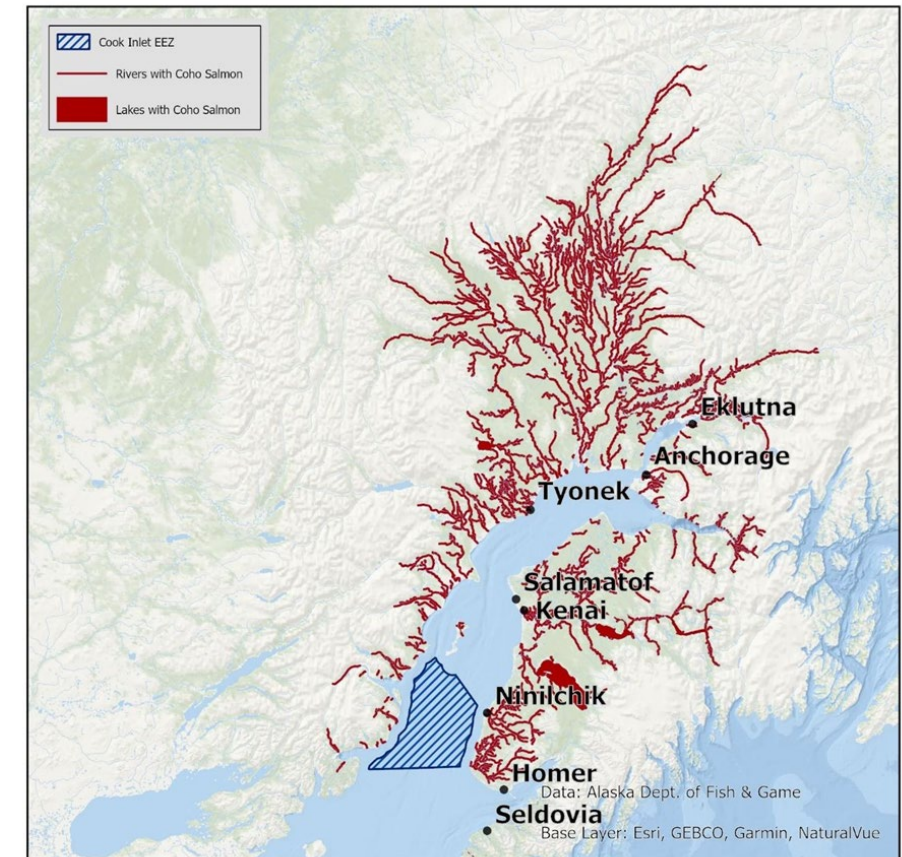 Cook Inlet EEZ
Rivers with Coho Salmon
Lakes with Coho Salmon
Eklutna
Anchorage
Tyonek
Salamatof
Kenai
Ninilchik
Homer
Data: Alaska Dept. of Fish & Game
Seldovia
Base Layer: Esri, GEBCO, Garmin, NaturalVue